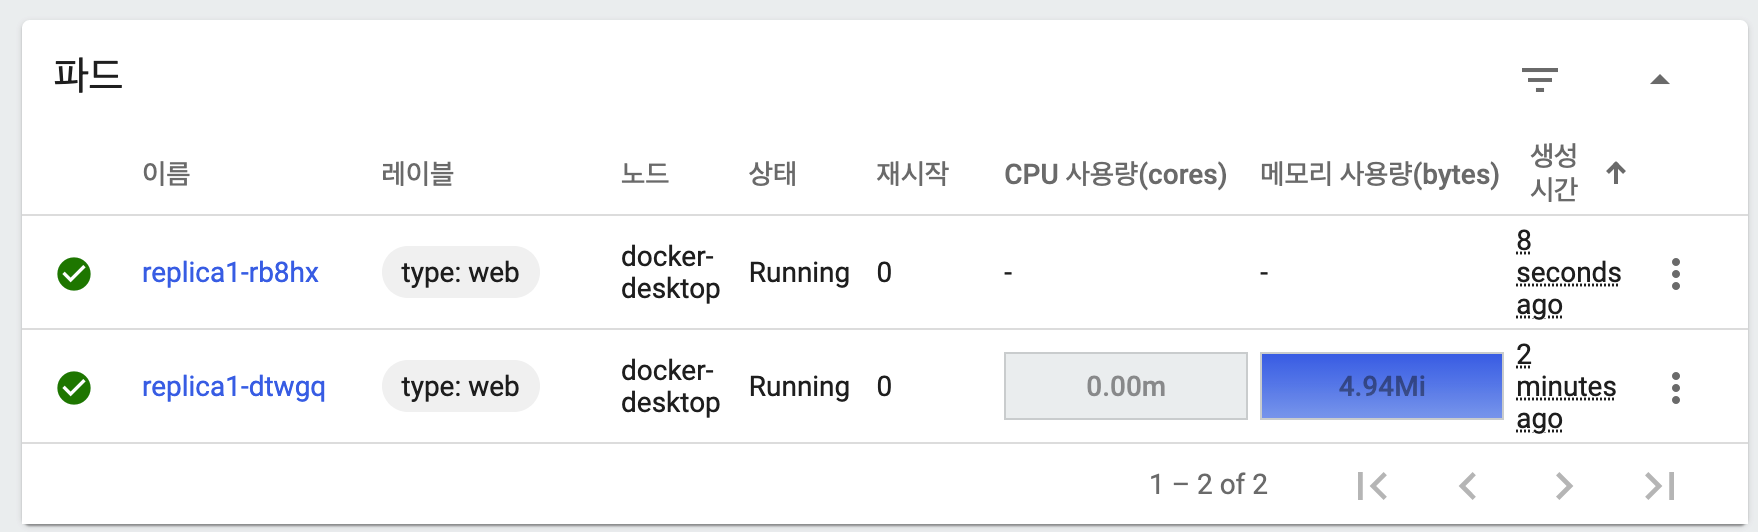 파드
이름 레이블 노드 상태 재시작 CPU 사용량(cores) 메모리 사용량(bytes) 생성 시간
replica1-rb8hx type: web docker-desktop Running 0 - - 8 seconds ago
replica1-dtwgq type: web docker-desktop Running 0 0.00m 4.94Mi 2 minutes ago
1 – 2 of 2